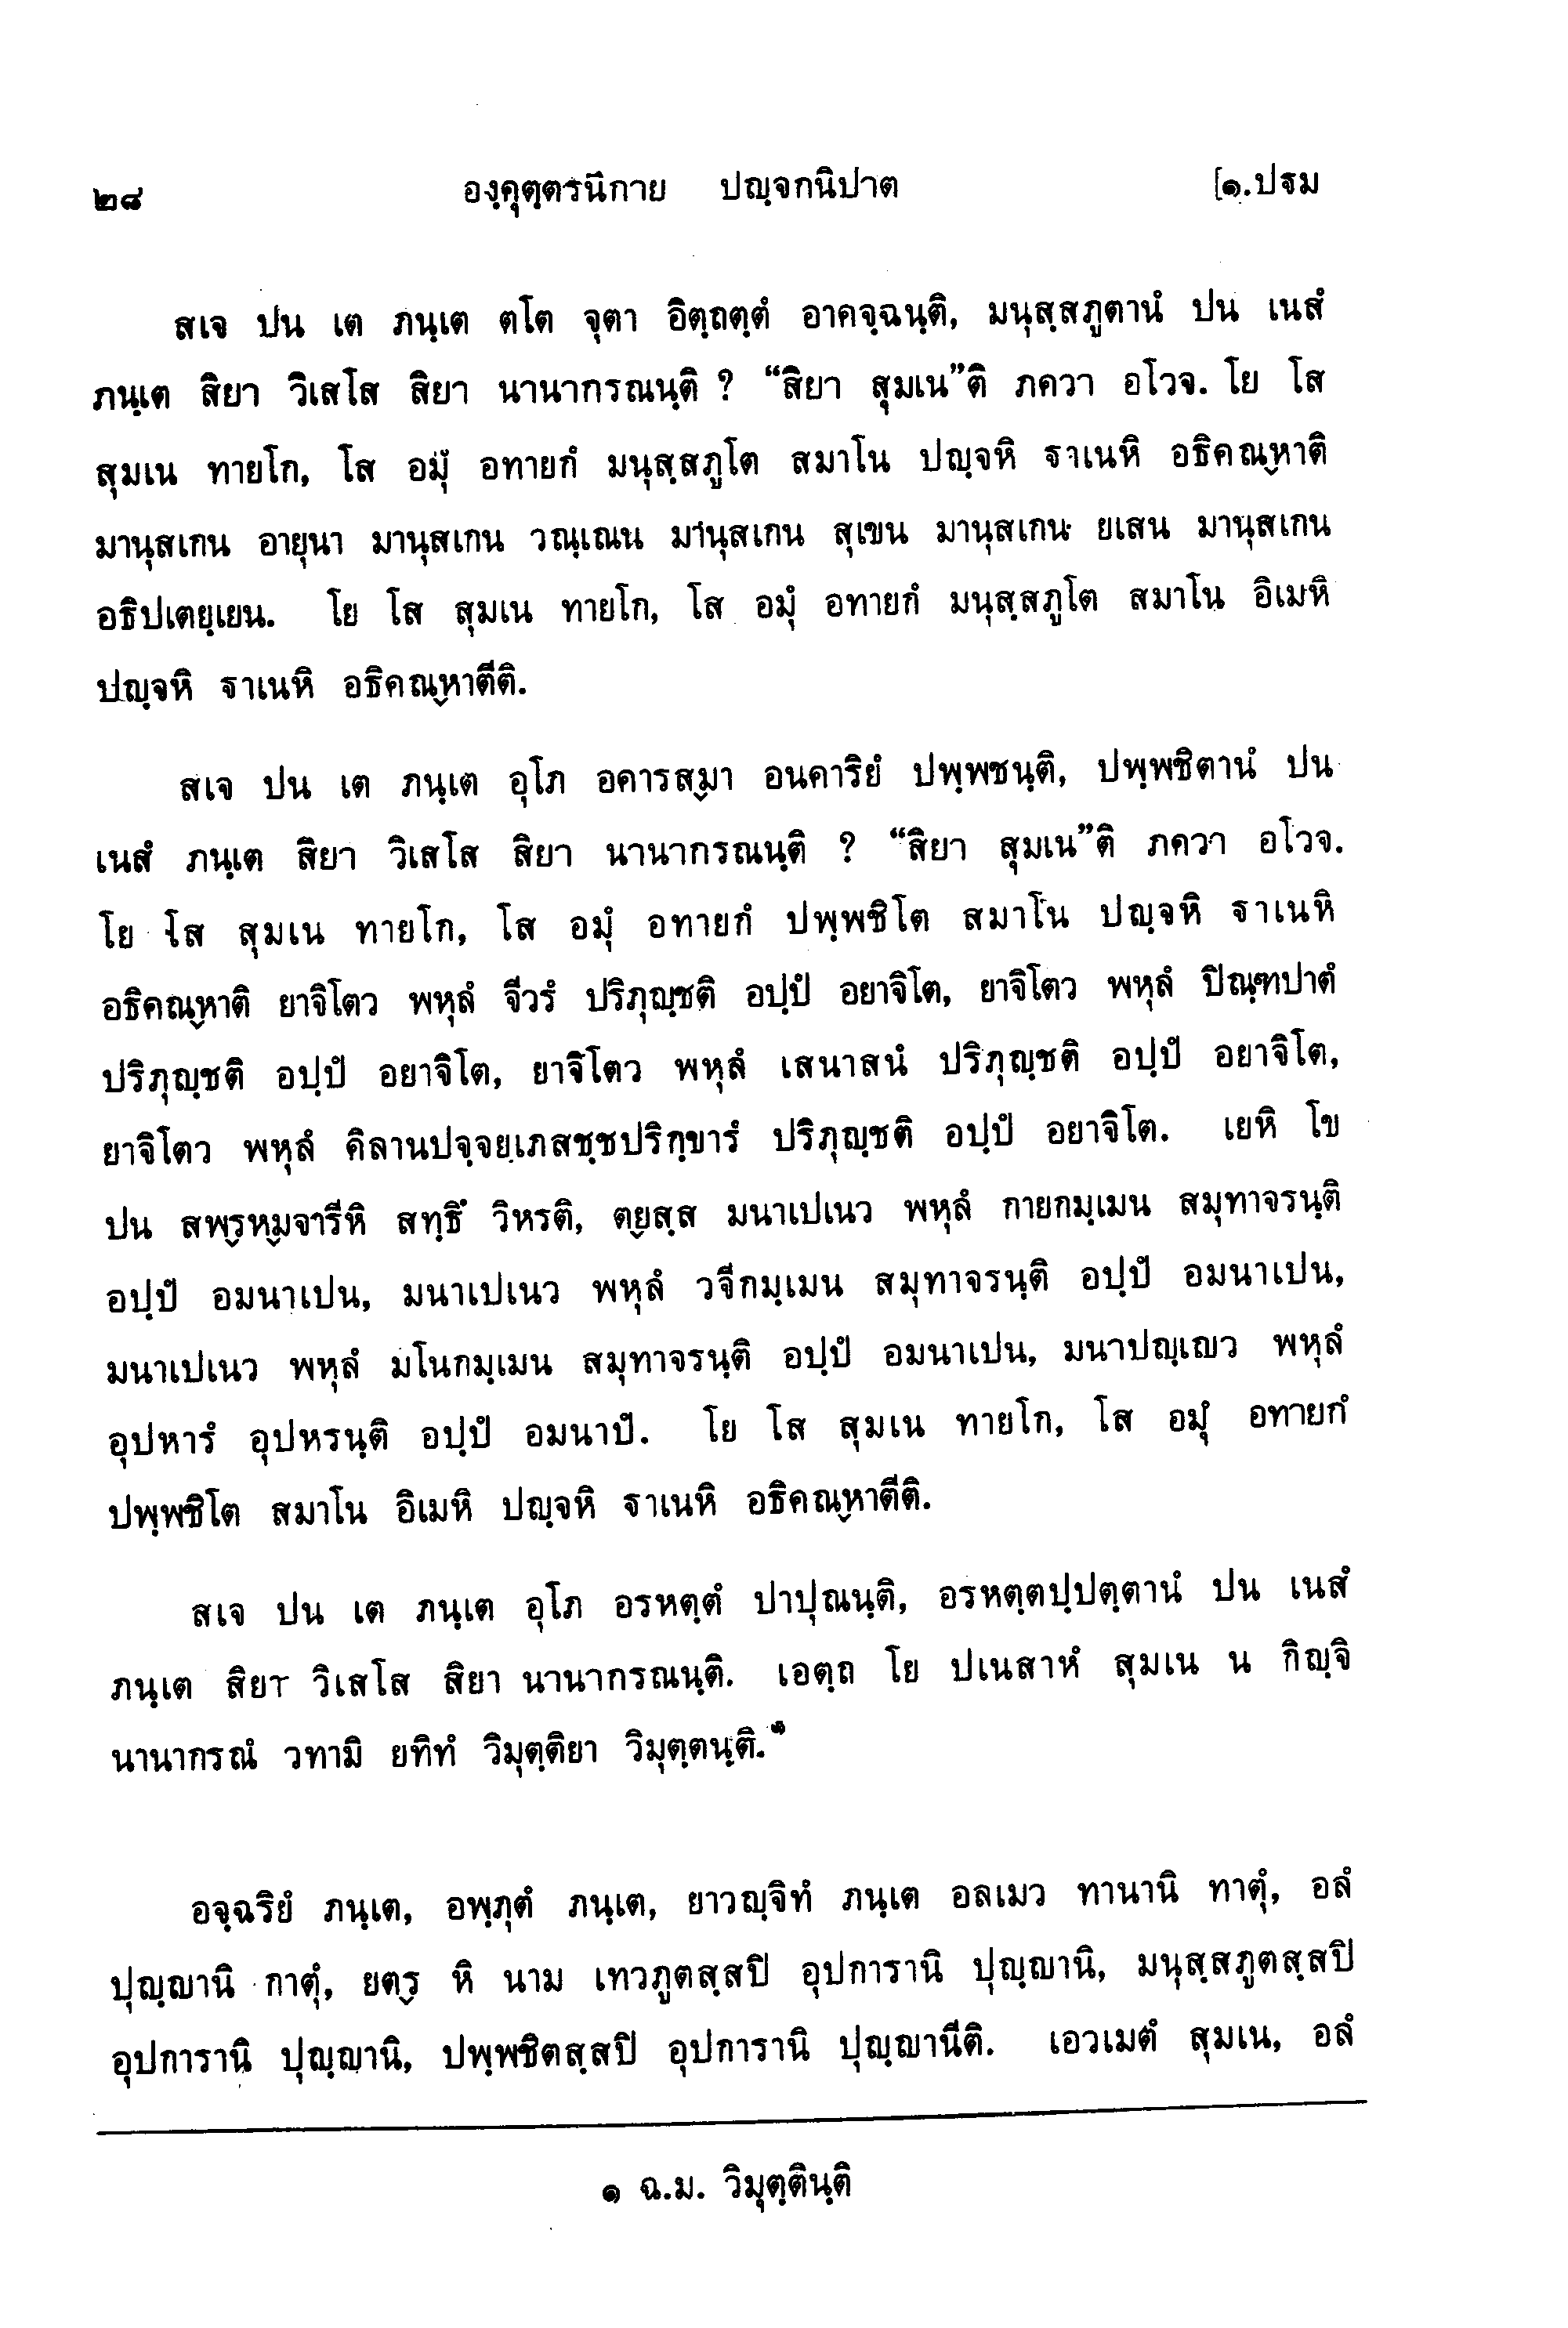 ๒๘ องฺคุตฺตรนิกาย ปญฺจกนิปาต [๑.ปฐม
สเจ ปน เต ภนฺเต ตโต จุตา อิตฺถตฺตํ อาคจฺฉนฺติ, มนุสฺสภูตานํ ปน เนสํ
ภนฺเต สิยา วิเสโส สิยา นานากรณนฺติ ? “สิยา สุมเน”ติ ภควา อโวจ. โย โส
สุมเน ทายโก, โส อมุํ อทายกํ มนุสฺสภูโต สมาโน ปญฺจหิ ฐาเนหิ อธิคณฺหาติ
มานุสเกน อายุนา มานุสเกน วณฺเณน มานุสเกน สุเขน มานุสเกน ยเสน มานุสเกน
อธิปเตยฺเยน. โย โส สุมเน ทายโก, โส อมุํ อทายกํ มนุสฺสภูโต สมาโน อิเมหิ
ปญฺจหิ ฐาเนหิ อธิคณฺหาตีติ.
สเจ ปน เต ภนฺเต อุโภ อคารสฺมา อนคาริยํ ปพฺพชนฺติ, ปพฺพชิตานํ ปน
เนสํ ภนฺเต สิยา วิเสโส สิยา นานากรณนฺติ ? “สิยา สุมเน”ติ ภควา อโวจ.
โย โส สุมเน ทายโก, โส อมุํ อทายกํ ปพฺพชิโต สมาโน ปญฺจหิ ฐาเนหิ
อธิคณฺหาติ ยาจิโตว พหุลํ จีวรํ ปริภุญฺชติ อปฺปํ อยาจิโต, ยาจิโตว พหุลํ ปิณฺฑปาตํ
ปริภุญฺชติ อปฺปํ อยาจิโต, ยาจิโตว พหุลํ เสนาสนํ ปริภุญฺชติ อปฺปํ อยาจิโต,
ยาจิโตว พหุลํ คิลานปจฺจยเภสชฺชปริกฺขารํ ปริภุญฺชติ อปฺปํ อยาจิโต. เยหิ โข
ปน สพฺรหฺมจารีหิ สทฺธึ วิหรติ, ตฺยสฺส มนาเปเนว พหุลํ กายกมฺเมน สมุทาจรนฺติ
อปฺปํ อมนาเปน, มนาเปเนว พหุลํ วจีกมฺเมน สมุทาจรนฺติ อปฺปํ อมนาเปน,
มนาเปเนว พหุลํ มโนกมฺเมน สมุทาจรนฺติ อปฺปํ อมนาเปน, มนาปญฺเญว พหุลํ
อุปหารํ อุปหรนฺติ อปฺปํ อมนาปํ. โย โส สุมเน ทายโก, โส อมุํ อทายกํ
ปพฺพชิโต สมาโน อิเมหิ ปญฺจหิ ฐาเนหิ อธิคณฺหาตีติ.
สเจ ปน เต ภนฺเต อุโภ อรหตฺตํ ปาปุณนฺติ, อรหตฺตปฺปตฺตานํ ปน เนสํ
ภนฺเต สิยา วิเสโส สิยา นานากรณนฺติ. เอตฺถ โย ปเนสาหํ สุมเน น กิญฺจิ
นานากรณํ วทามิ ยทิทํ วิมุตฺติยา วิมุตฺตนฺติ.๑
อจฺฉริยํ ภนฺเต, อพฺภุตํ ภนฺเต, ยาวญฺจิทํ ภนฺเต อลเมว ทานานิ ทาตุํ, อลํ
ปุญฺญานิ กาตุํ, ยตฺร หิ นาม เทวภูตสฺสปิ อุปการานิ ปุญฺญานิ, มนุสฺสภูตสฺสปิ
อุปการานิ ปุญฺญานิ, ปพฺพชิตสฺสปิ อุปการานิ ปุญฺญานีติ. เอวเมตํ สุมเน, อลํ
๑ ฉ.ม. วิมุตฺตินฺติ